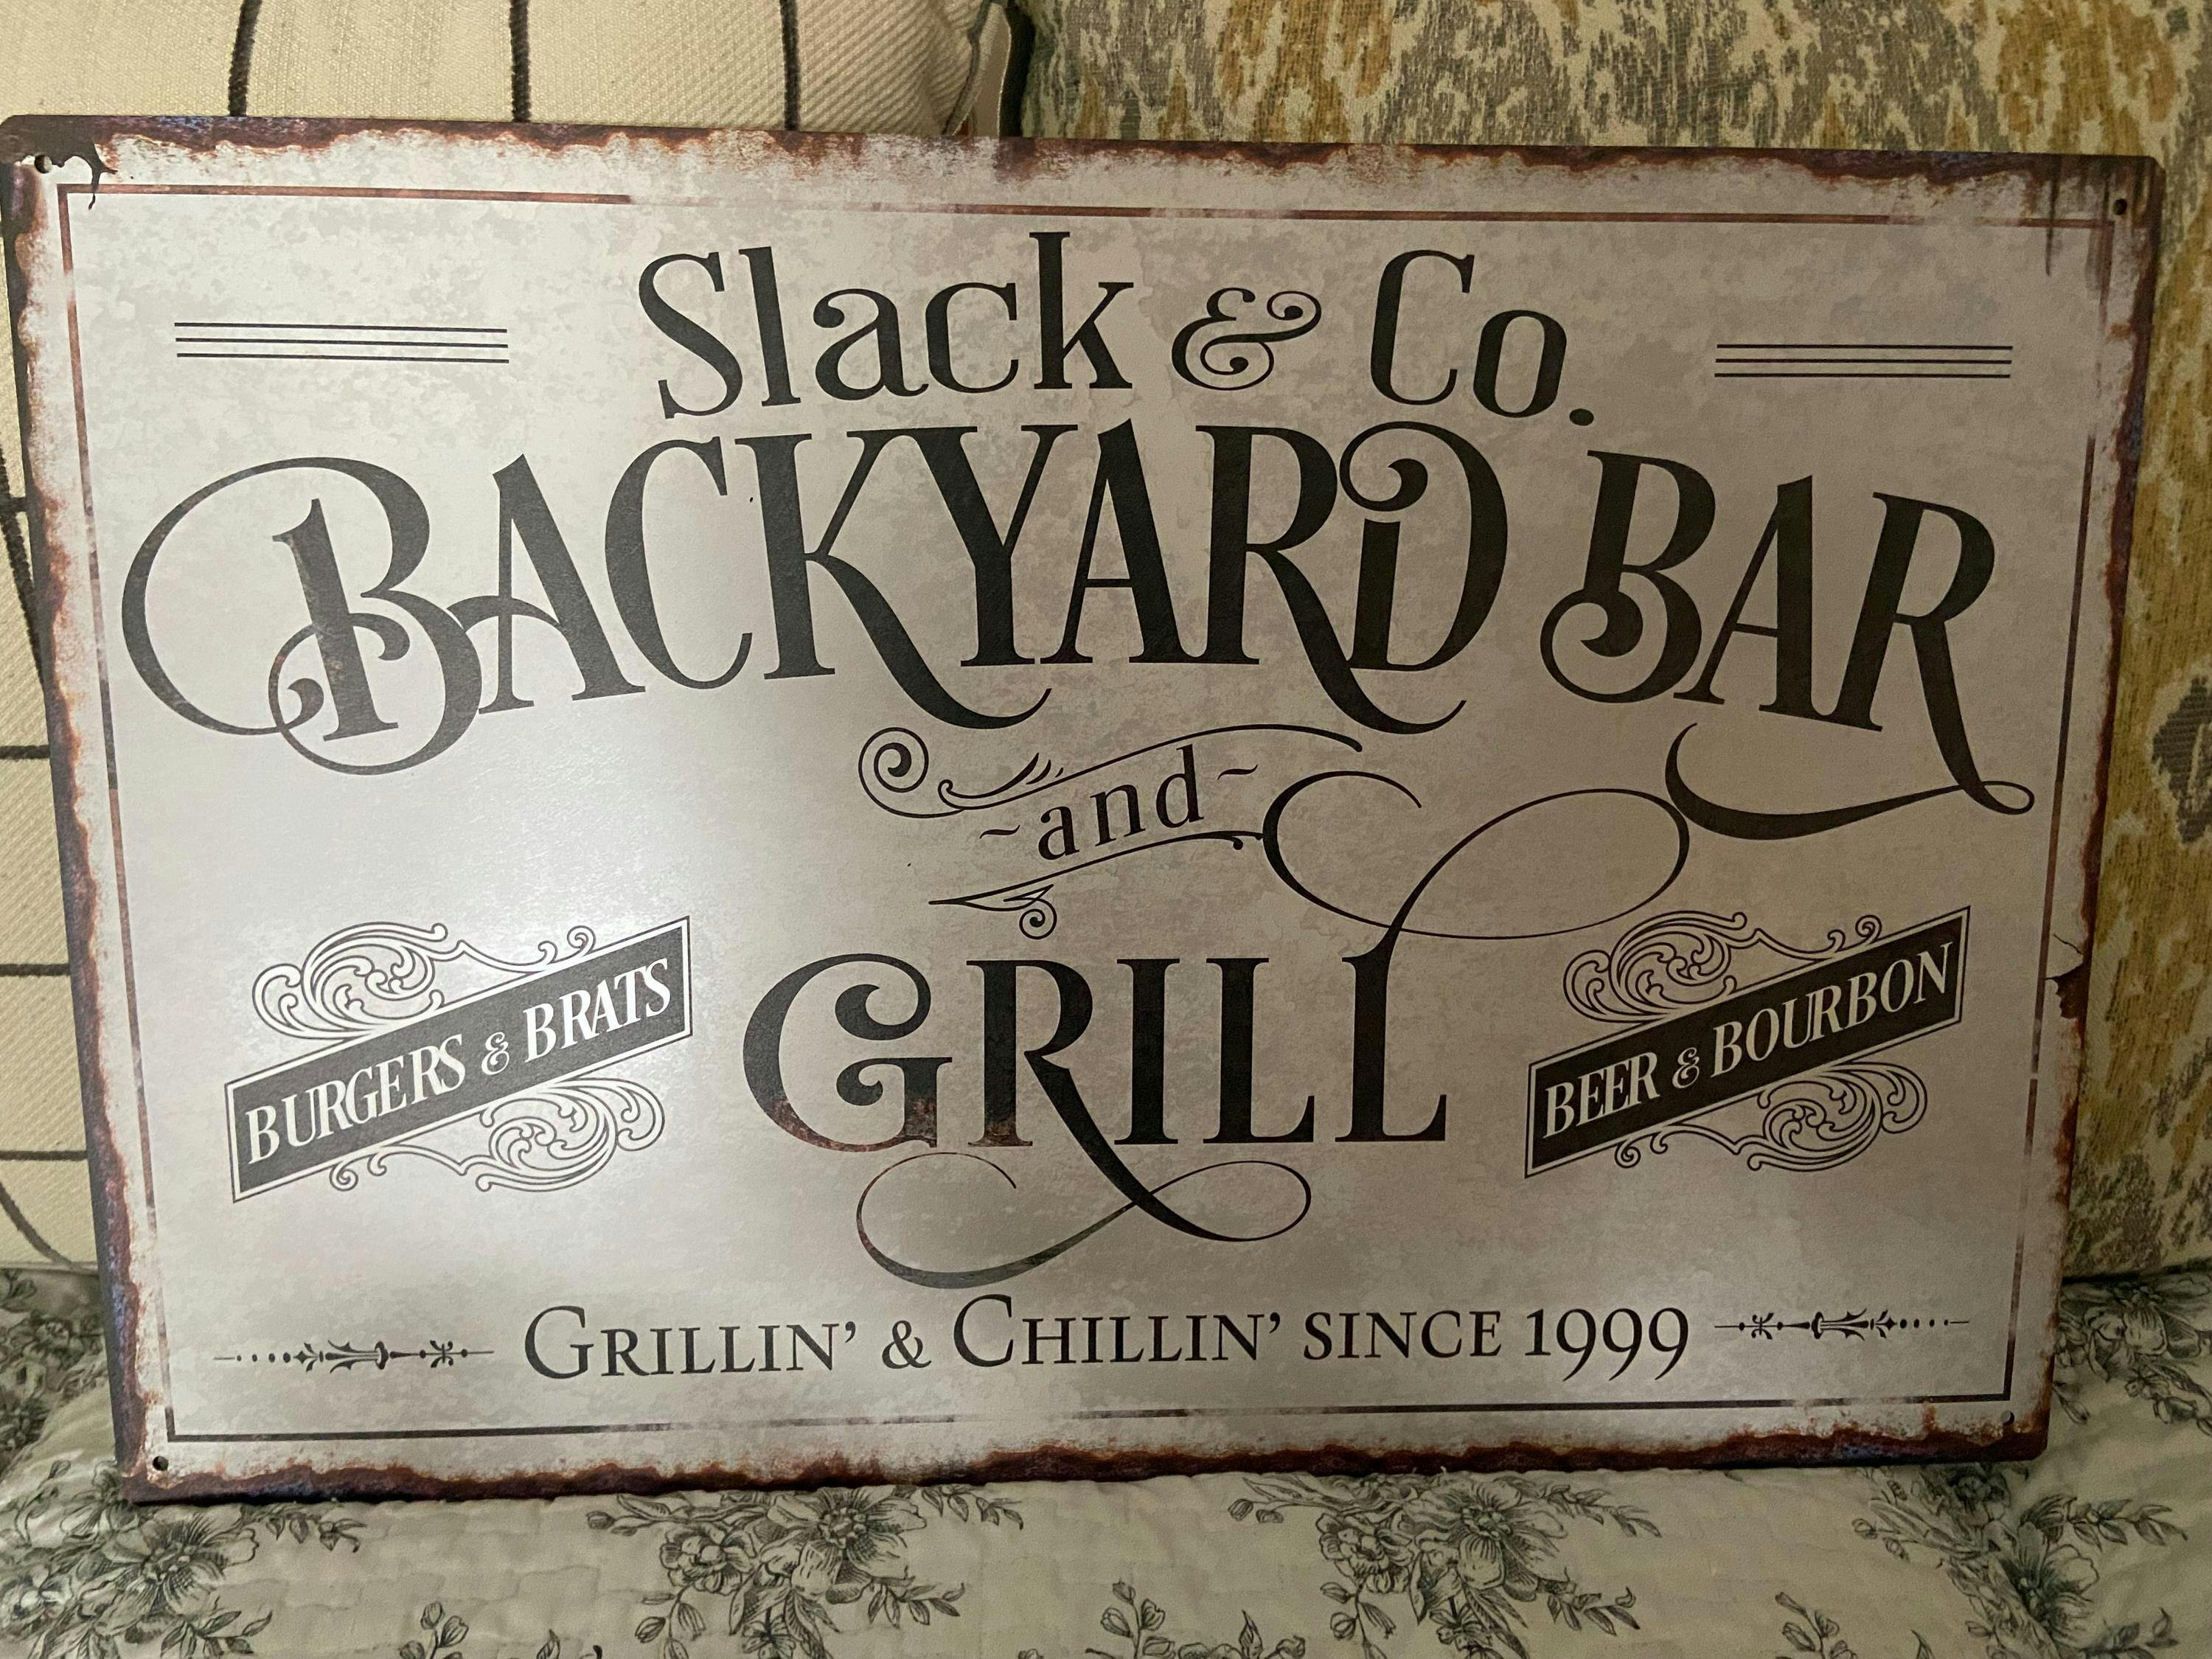 Slack & Co.
BACKYARD BAR
~and~
GRILL
BURGERS & BRATS
BEER & BOURBON
GRILLIN' & CHILLIN' SINCE 1999